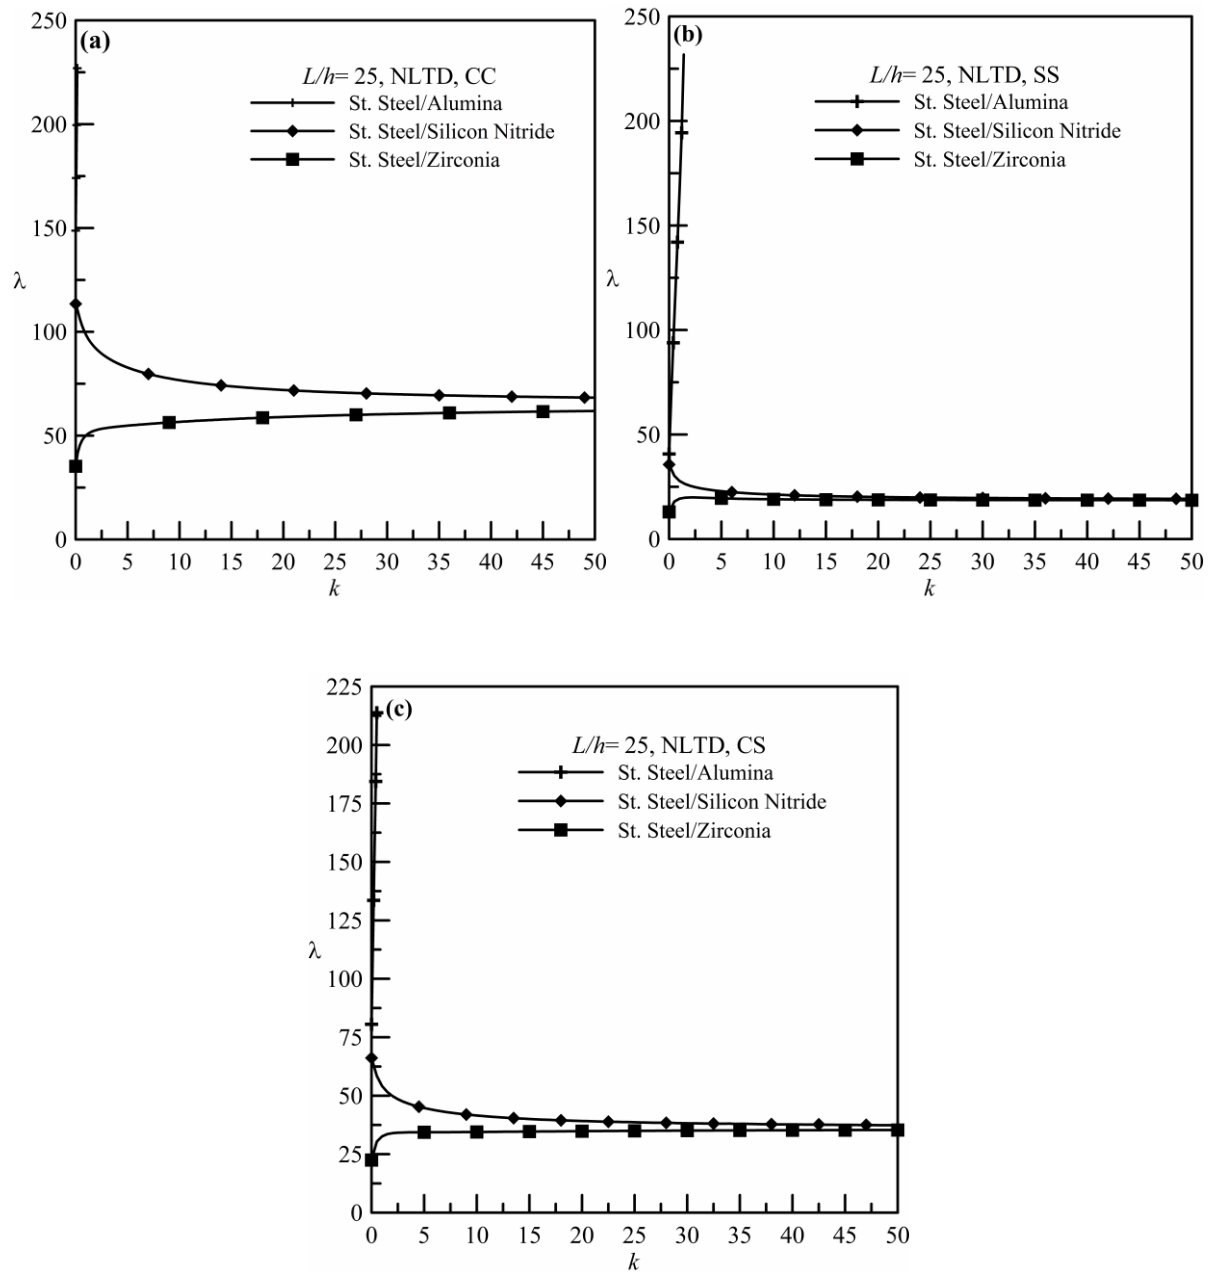 (a)
L/h= 25, NLTD, CC
St. Steel/Alumina
St. Steel/Silicon Nitride
St. Steel/Zirconia
250
200
150
λ
100
50
0
0 5 10 15 20 25 30 35 40 45 50
k
(b)
L/h= 25, NLTD, SS
St. Steel/Alumina
St. Steel/Silicon Nitride
St. Steel/Zirconia
250
200
150
λ
100
50
0
0 5 10 15 20 25 30 35 40 45 50
k
(c)
L/h= 25, NLTD, CS
St. Steel/Alumina
St. Steel/Silicon Nitride
St. Steel/Zirconia
225
200
175
150
125
λ
100
75
50
25
0
0 5 10 15 20 25 30 35 40 45 50
k